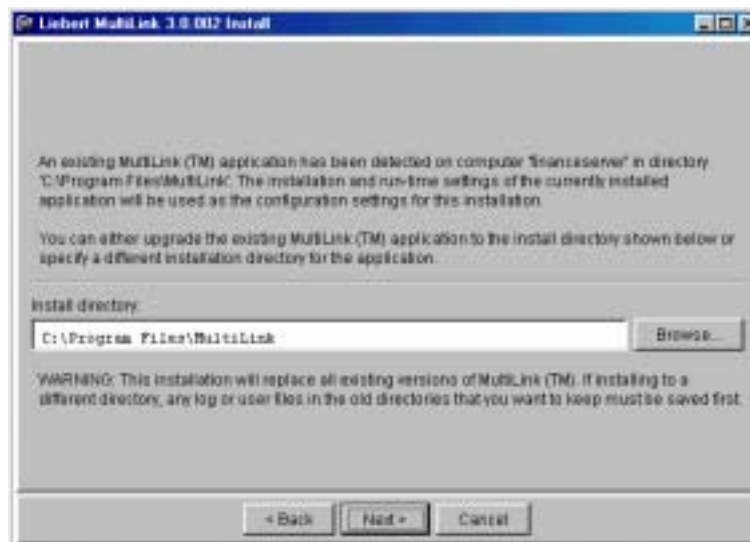 Liebert MultiLink 3.0.002 Install
An existing MultiLink (TM) application has been detected on computer 'financeserver' in directory
'C:\Program Files\MultiLink'. The installation and run-time settings of the currently installed
application will be used as the configuration settings for this installation.
You can either upgrade the existing MultiLink (TM) application to the install directory shown below or
specify a different installation directory for the application.
Install directory:
C:\Program Files\MultiLink
Browse...
WARNING: This installation will replace all existing versions of MultiLink (TM). If installing to a
different directory, any log or user files in the old directories that you want to keep must be saved first.
< Back
Next >
Cancel